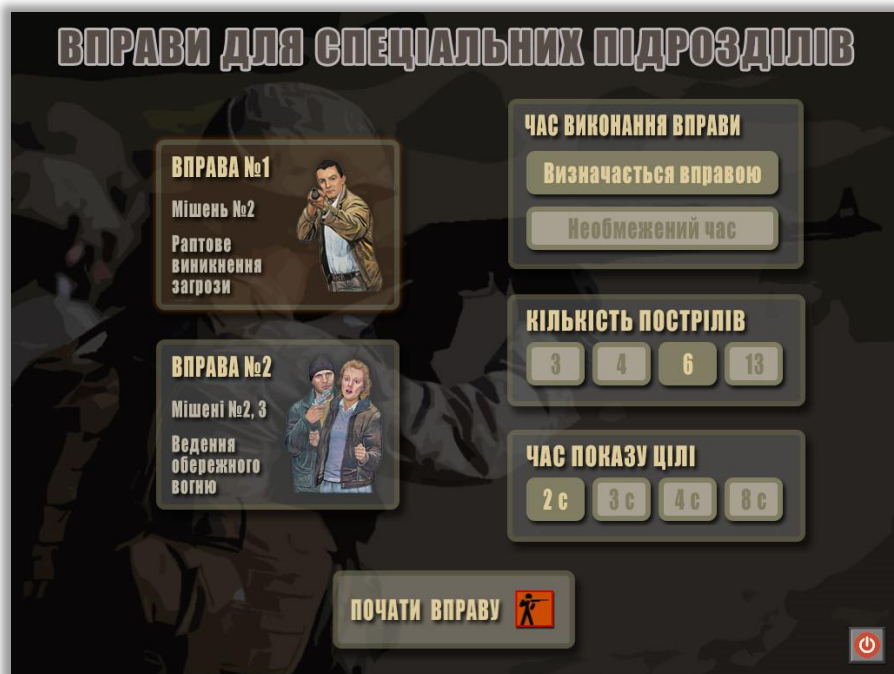 ВПРАВИ ДЛЯ СПЕЦІАЛЬНИХ ПІДРОЗДІЛІВ
ВПРАВА №1
Мішень №2
Раптове
виникнення
загрози
ВПРАВА №2
Мішені №2, 3
Ведення
обережного
вогню
ЧАС ВИКОНАННЯ ВПРАВИ
Визначається вправою
Необмежений час
КІЛЬКІСТЬ ПОСТРІЛІВ
3 4 6 13
ЧАС ПОКАЗУ ЦІЛІ
2 с 3 с 4 с 8 с
ПОЧАТИ ВПРАВУ